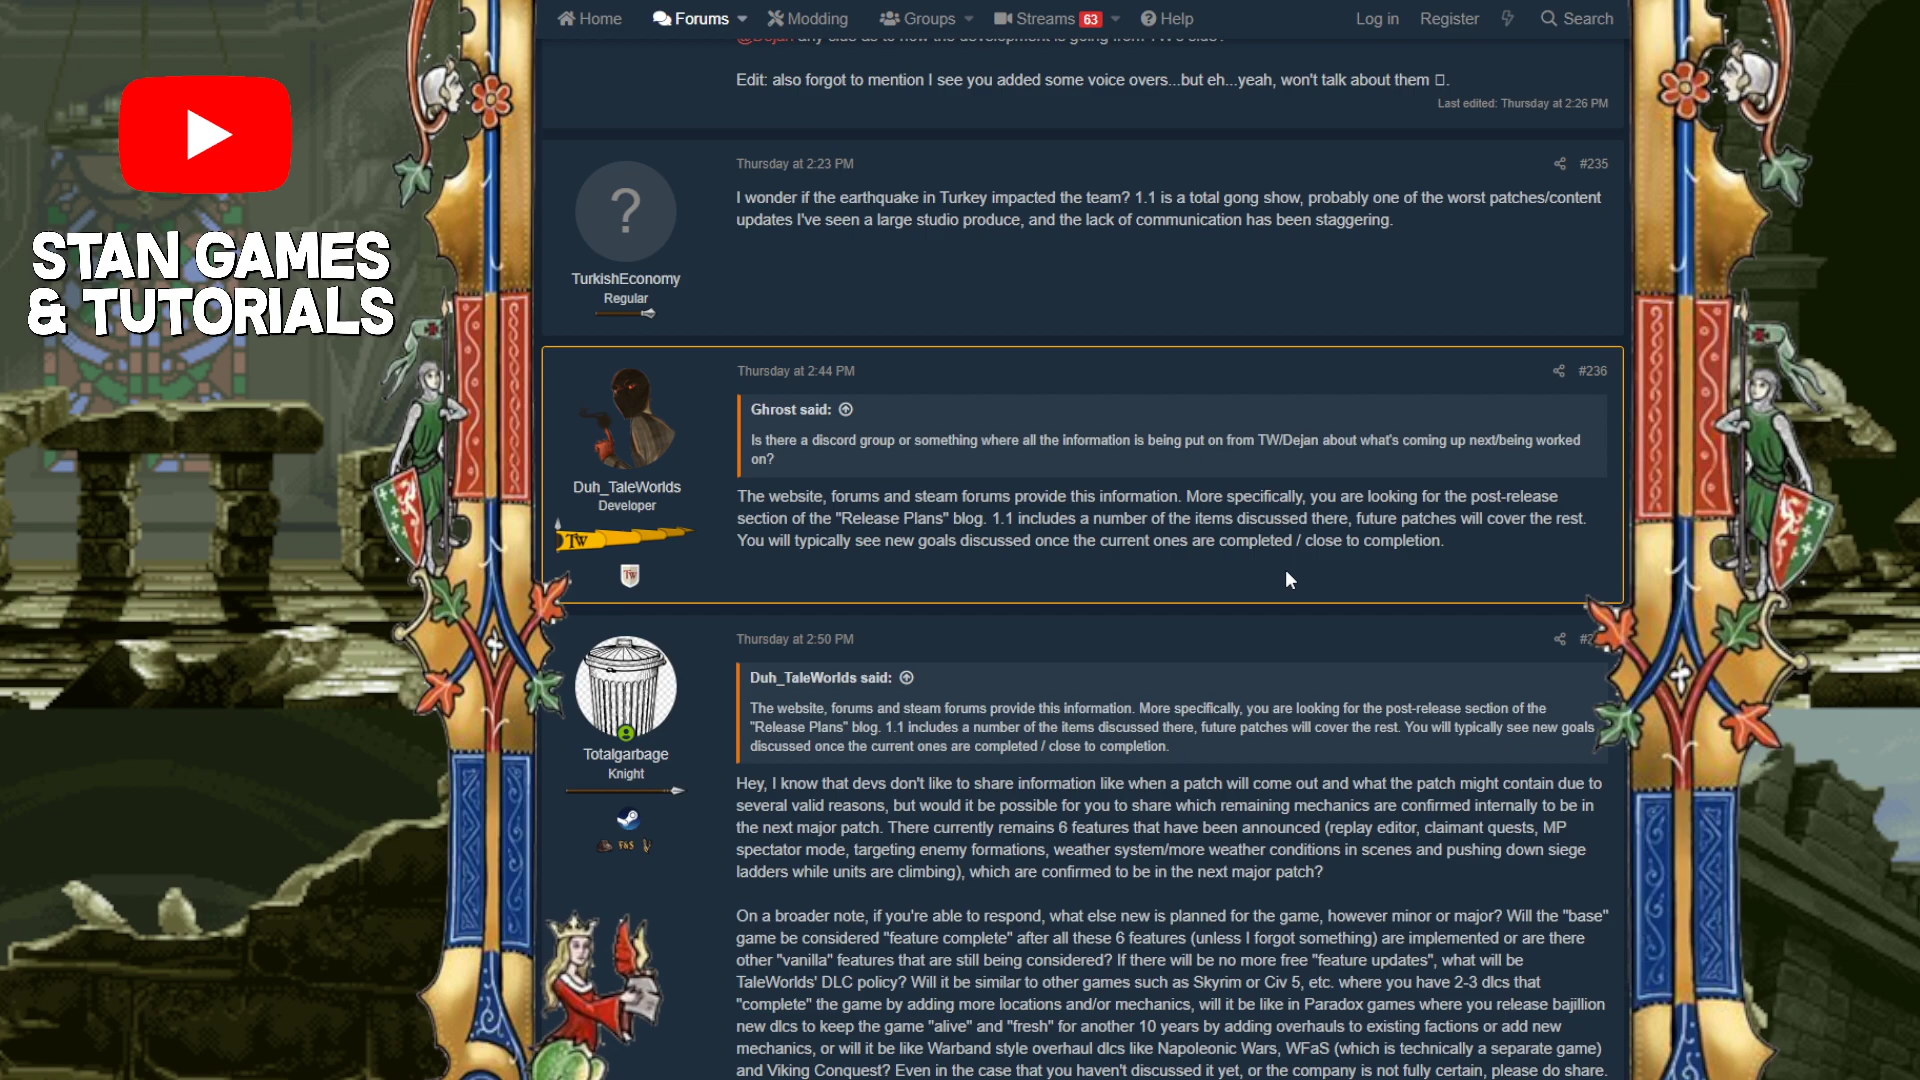 Home
Forums
Modding
Groups
Streams 63
Help
Log in
Register
Search
any side as to how the development is going from TW's side?
Edit: also forgot to mention I see you added some voice overs...but eh...yeah, won't talk about them .
Last edited: Thursday at 2:26 PM
STAN GAMES
& TUTORIALS
Thursday at 2:23 PM
#235
?
TurkishEconomy
Regular
I wonder if the earthquake in Turkey impacted the team? 1.1 is a total gong show, probably one of the worst patches/content
updates I've seen a large studio produce, and the lack of communication has been staggering.
Thursday at 2:44 PM
#236
Duh_TaleWorlds
Developer
TW
TW
Ghrost said:
Is there a discord group or something where all the information is being put on from TW/Dejan about what's coming up next/being worked
on?
The website, forums and steam forums provide this information. More specifically, you are looking for the post-release
section of the "Release Plans" blog. 1.1 includes a number of the items discussed there, future patches will cover the rest.
You will typically see new goals discussed once the current ones are completed / close to completion.
Thursday at 2:50 PM
Totalgarbage
Knight
F&S
Duh_TaleWorlds said:
The website, forums and steam forums provide this information. More specifically, you are looking for the post-release section of the
"Release Plans" blog. 1.1 includes a number of the items discussed there, future patches will cover the rest. You will typically see new goals
discussed once the current ones are completed / close to completion.
Hey, I know that devs don't like to share information like when a patch will come out and what the patch might contain due to
several valid reasons, but would it be possible for you to share which remaining mechanics are confirmed internally to be in
the next major patch. There currently remains 6 features that have been announced (replay editor, claimant quests, MP
spectator mode, targeting enemy formations, weather system/more weather conditions in scenes and pushing down siege
ladders while units are climbing), which are confirmed to be in the next major patch?
On a broader note, if you're able to respond, what else new is planned for the game, however minor or major? Will the "base"
game be considered "feature complete" after all these 6 features (unless I forgot something) are implemented or are there
other "vanilla" features that are still being considered? If there will be no more free "feature updates", what will be
TaleWorlds' DLC policy? Will it be similar to other games such as Skyrim or Civ 5, etc. where you have 2-3 dlcs that
"complete" the game by adding more locations and/or mechanics, will it be like in Paradox games where you release bajillion
new dlcs to keep the game "alive" and "fresh" for another 10 years by adding overhauls to existing factions or add new
mechanics, or will it be like Warband style overhaul dlcs like Napoleonic Wars, WFaS (which is technically a separate game)
and Viking Conquest? Even in the case that you haven't discussed it yet, or the company is not fully certain, please do share.